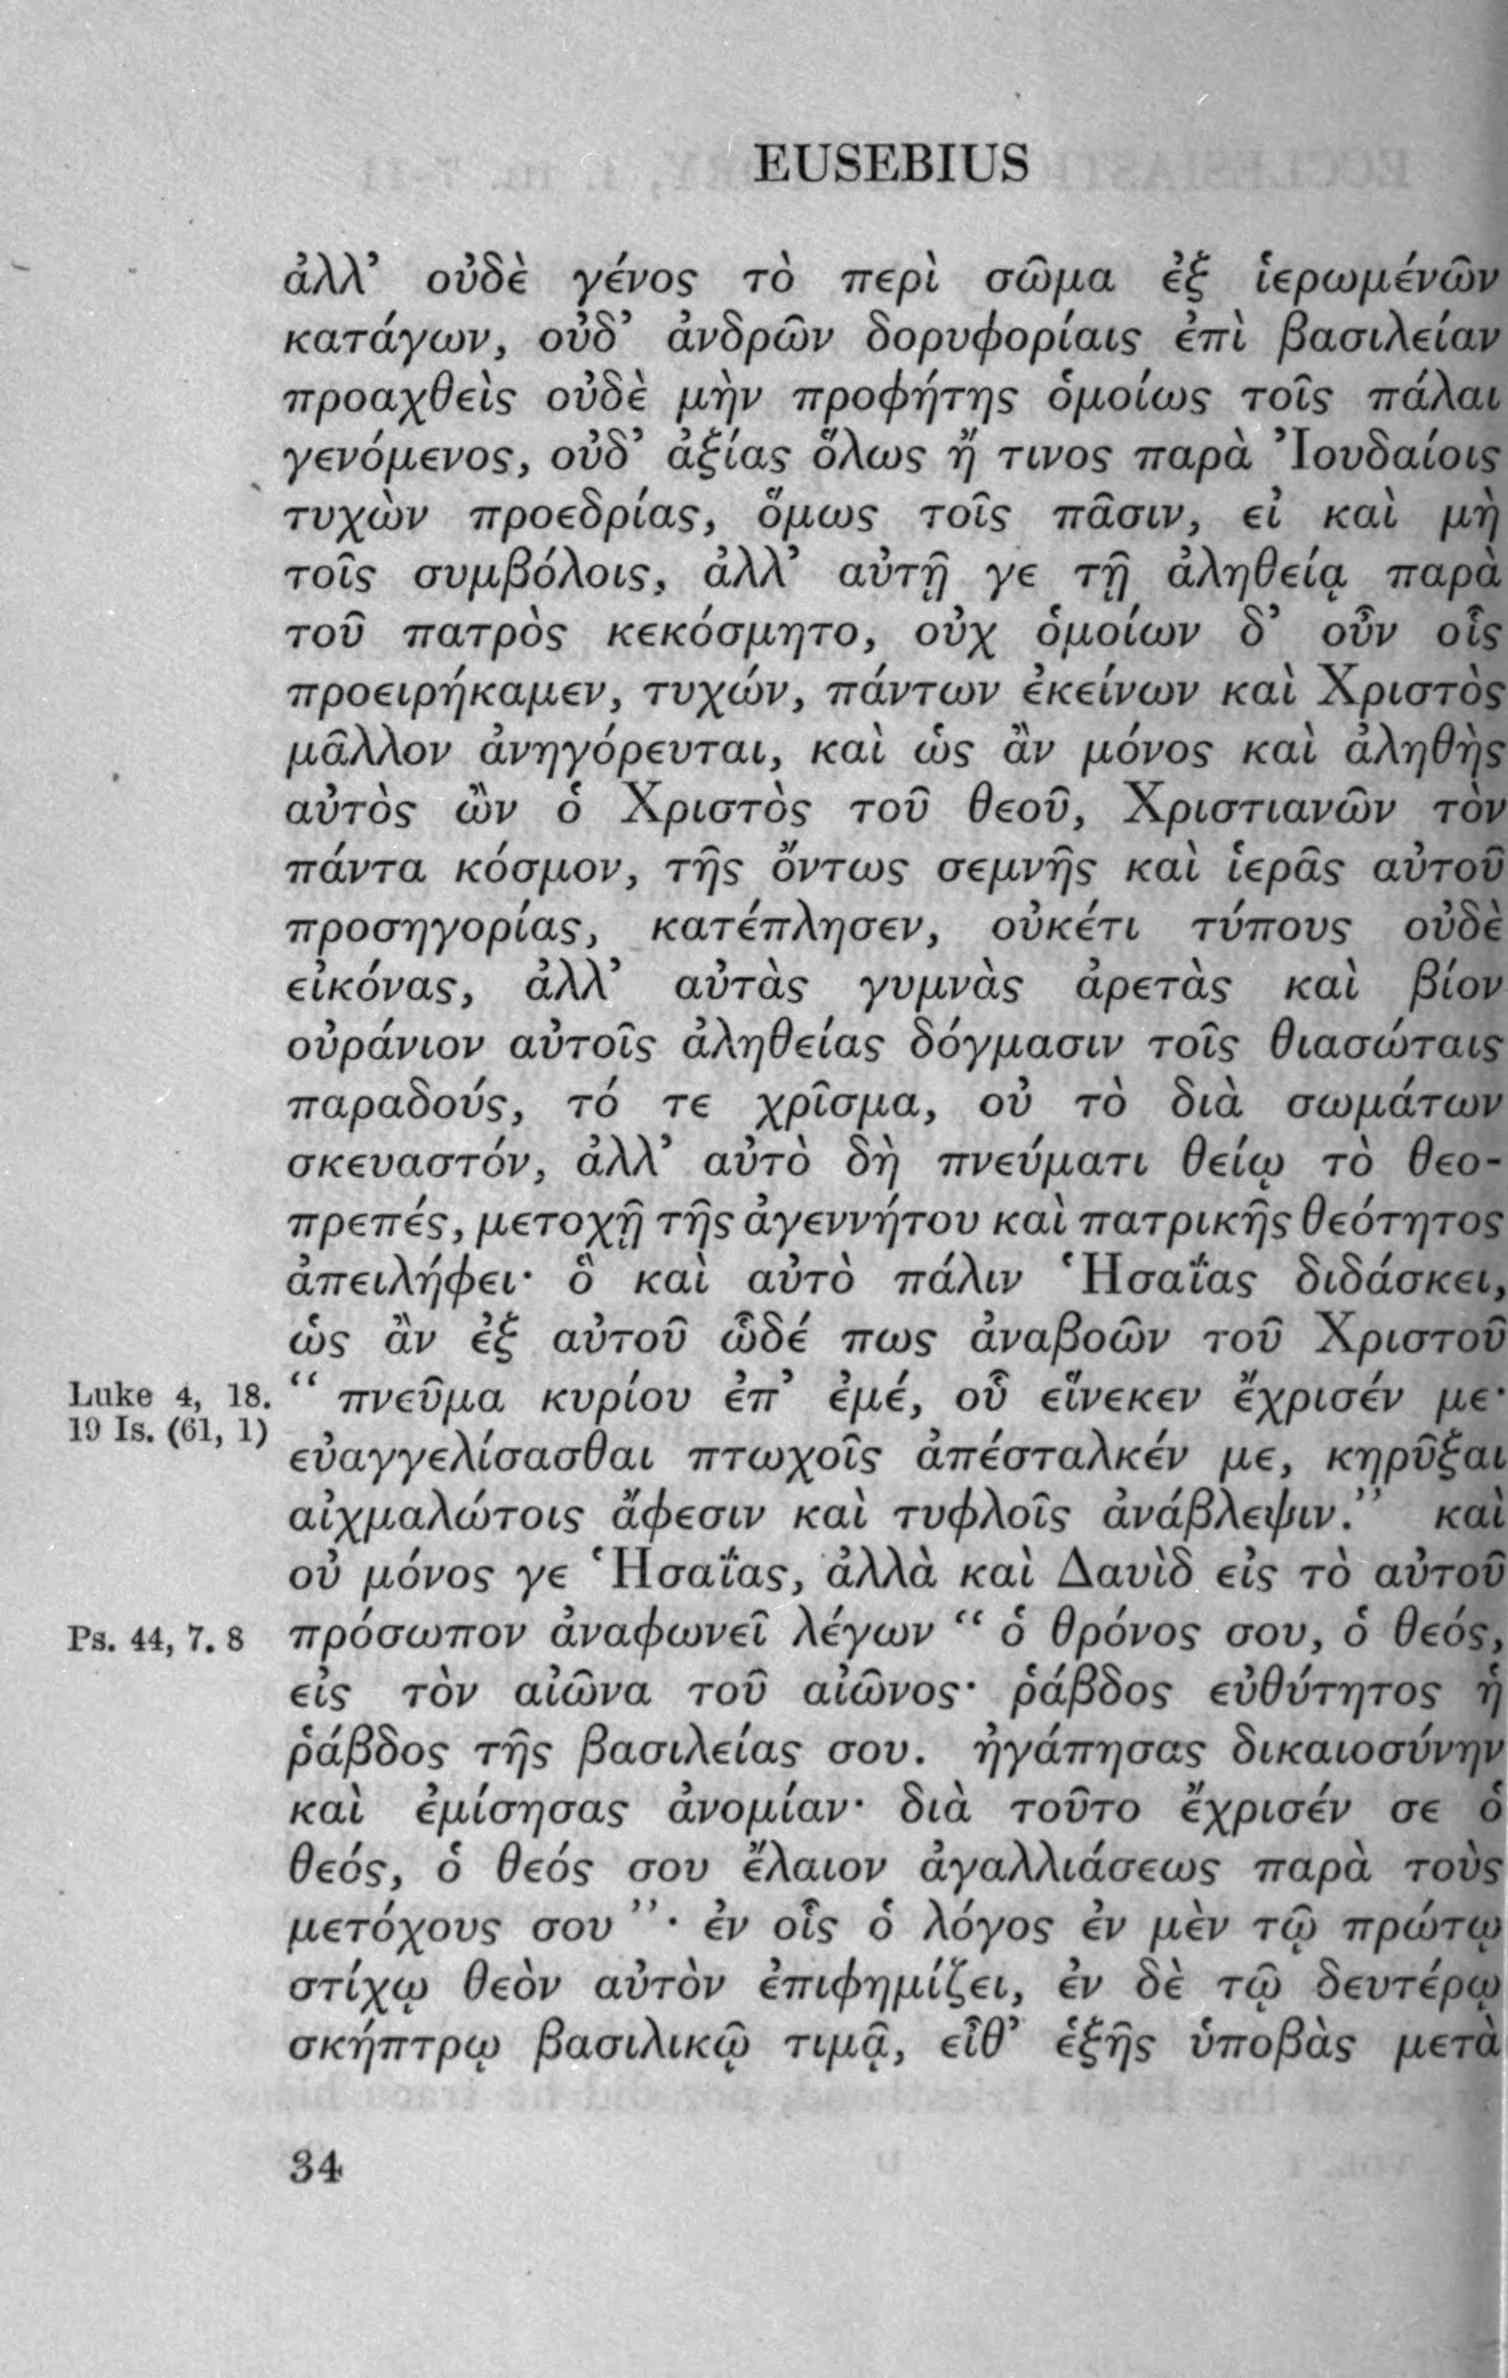 EUSEBIUS
ἀλλ’ οὐδὲ γένος τὸ περὶ σῶμα ἐξ ἱερωμένῶν
κατάγων, οὐδ’ ἀνδρῶν δορυφορίαις ἐπὶ βασιλείαν
προαχθεὶς οὐδὲ μὴν προφήτης ὁμοίως τοῖς πάλαι
γενόμενος, οὐδ’ ἀξίας ὅλως ἤ τινος παρὰ Ἰουδαίοις
τυχὼν προεδρίας, ὅμως τοῖς πᾶσιν, εἰ καὶ μὴ
τοῖς συμβόλοις, ἀλλ’ αὐτῇ γε τῇ ἀληθείᾳ παρὰ
τοῦ πατρὸς κεκόσμητο, οὐχ ὁμοίων δ’ οὖν οἷς
προειρήκαμεν, τυχών, πάντων ἐκείνων καὶ Χριστὸς
μᾶλλον ἀνηγόρευται, καὶ ὡς ἂν μόνος καὶ ἀληθὴς
αὐτὸς ὢν ὁ Χριστὸς τοῦ θεοῦ, Χριστιανῶν τὸν
πάντα κόσμον, τῆς ὄντως σεμνῆς καὶ ἱερᾶς αὐτοῦ
προσηγορίας, κατέπλησεν, οὐκέτι τύπους οὐδὲ
εἰκόνας, ἀλλ’ αὐτὰς γυμνὰς ἀρετὰς καὶ βίον
οὐράνιον αὐτοῖς ἀληθείας δόγμασιν τοῖς θιασώταις
παραδούς, τό τε χρῖσμα, οὐ τὸ διὰ σωμάτων
σκευαστόν, ἀλλ’ αὐτὸ δὴ πνεύματι θείῳ τὸ θεο-
πρεπές, μετοχῇ τῆς ἀγεννήτου καὶ πατρικῆς θεότητος
ἀπειλήφει· ὃ καὶ αὐτὸ πάλιν Ἡσαΐας διδάσκει,
ὡς ἂν ἐξ αὐτοῦ ὧδέ πως ἀναβοῶν τοῦ Χριστοῦ
Luke 4, 18. “ πνεῦμα κυρίου ἐπ’ ἐμέ, οὗ εἵνεκεν ἔχρισέν με·
19 Is. (61, 1) εὐαγγελίσασθαι πτωχοῖς ἀπέσταλκέν με, κηρῦξαι
αἰχμαλώτοις ἄφεσιν καὶ τυφλοῖς ἀνάβλεψιν.” καὶ
οὐ μόνος γε Ἡσαΐας, ἀλλὰ καὶ Δαυὶδ εἰς τὸ αὐτοῦ
Ps. 44, 7. 8 πρόσωπον ἀναφωνεῖ λέγων “ ὁ θρόνος σου, ὁ θεός,
εἰς τὸν αἰῶνα τοῦ αἰῶνος· ῥάβδος εὐθύτητος ἡ
ῥάβδος τῆς βασιλείας σου. ἠγάπησας δικαιοσύνην
καὶ ἐμίσησας ἀνομίαν· διὰ τοῦτο ἔχρισέν σε ὁ
θεός, ὁ θεός σου ἔλαιον ἀγαλλιάσεως παρὰ τοὺς
μετόχους σου ”· ἐν οἷς ὁ λόγος ἐν μὲν τῷ πρώτῳ
στίχῳ θεὸν αὐτὸν ἐπιφημίζει, ἐν δὲ τῷ δευτέρῳ
σκήπτρῳ βασιλικῷ τιμᾷ, εἶθ’ ἑξῆς ὑποβὰς μετὰ
34